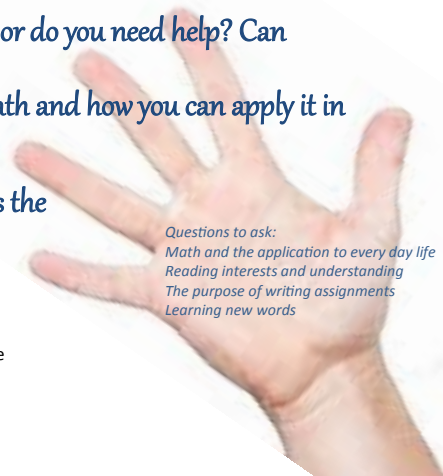 or do you need help? Can
ath and how you can apply it in
s the
Questions to ask:
Math and the application to every day life
Reading interests and understanding
The purpose of writing assignments
Learning new words
e